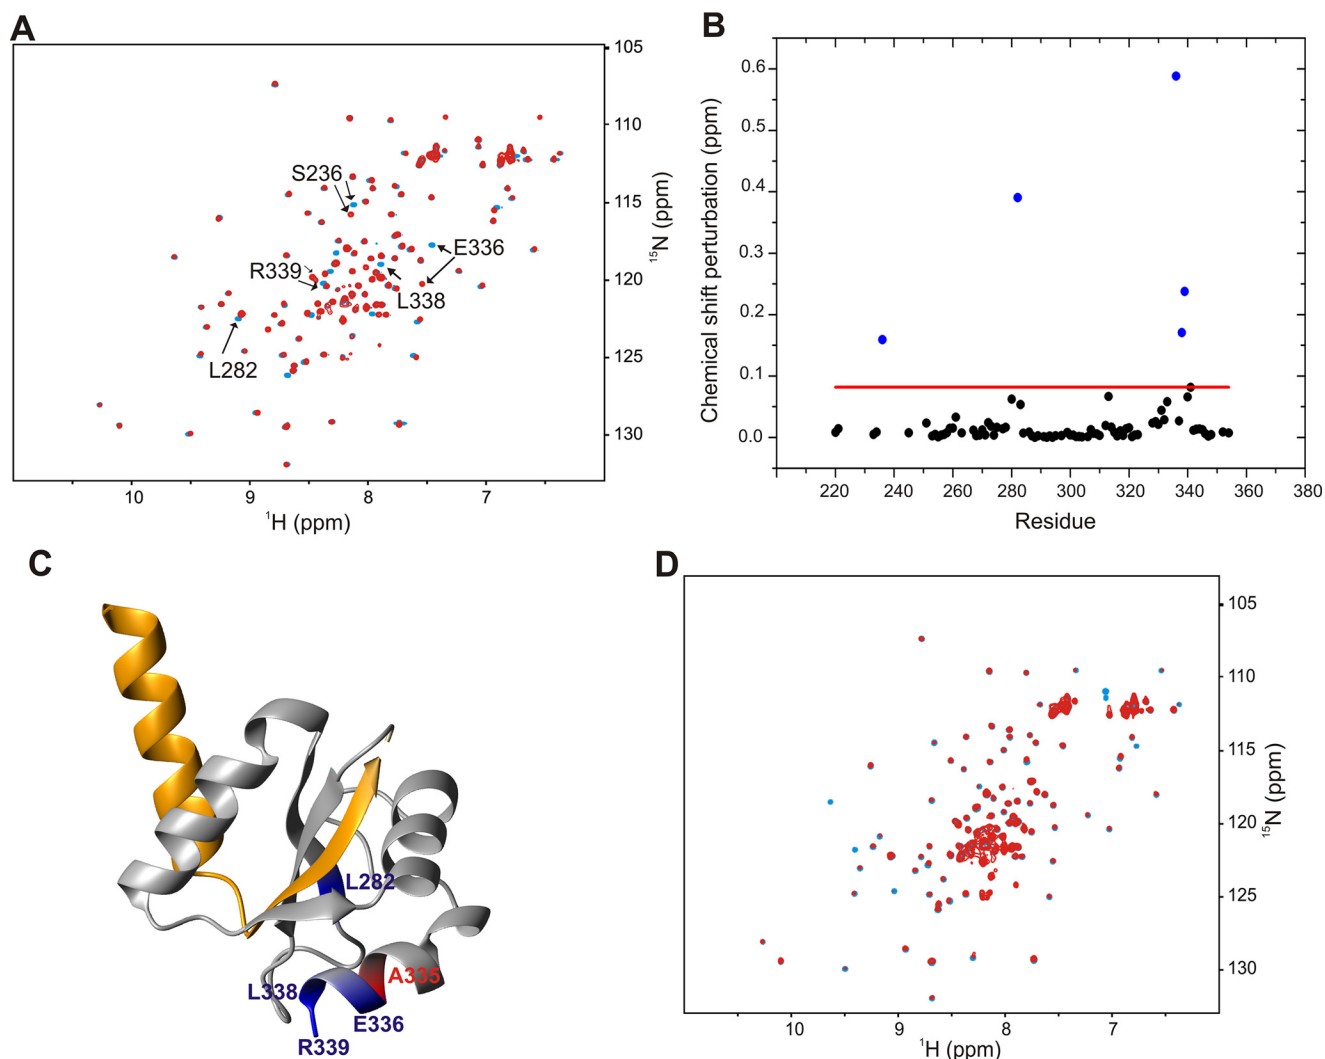 A
105
110
115
120
125
130
15N (ppm)
S236
E336
R339
L338
L282
10
9
8
7
1H (ppm)
B
Chemical shift perturbation (ppm)
0.6
0.5
0.4
0.3
0.2
0.1
0.0
220
240
260
280
300
320
340
360
380
Residue
C
L282
A335
L338
E336
R339
D
105
110
115
120
125
130
15N (ppm)
10
9
8
7
1H (ppm)